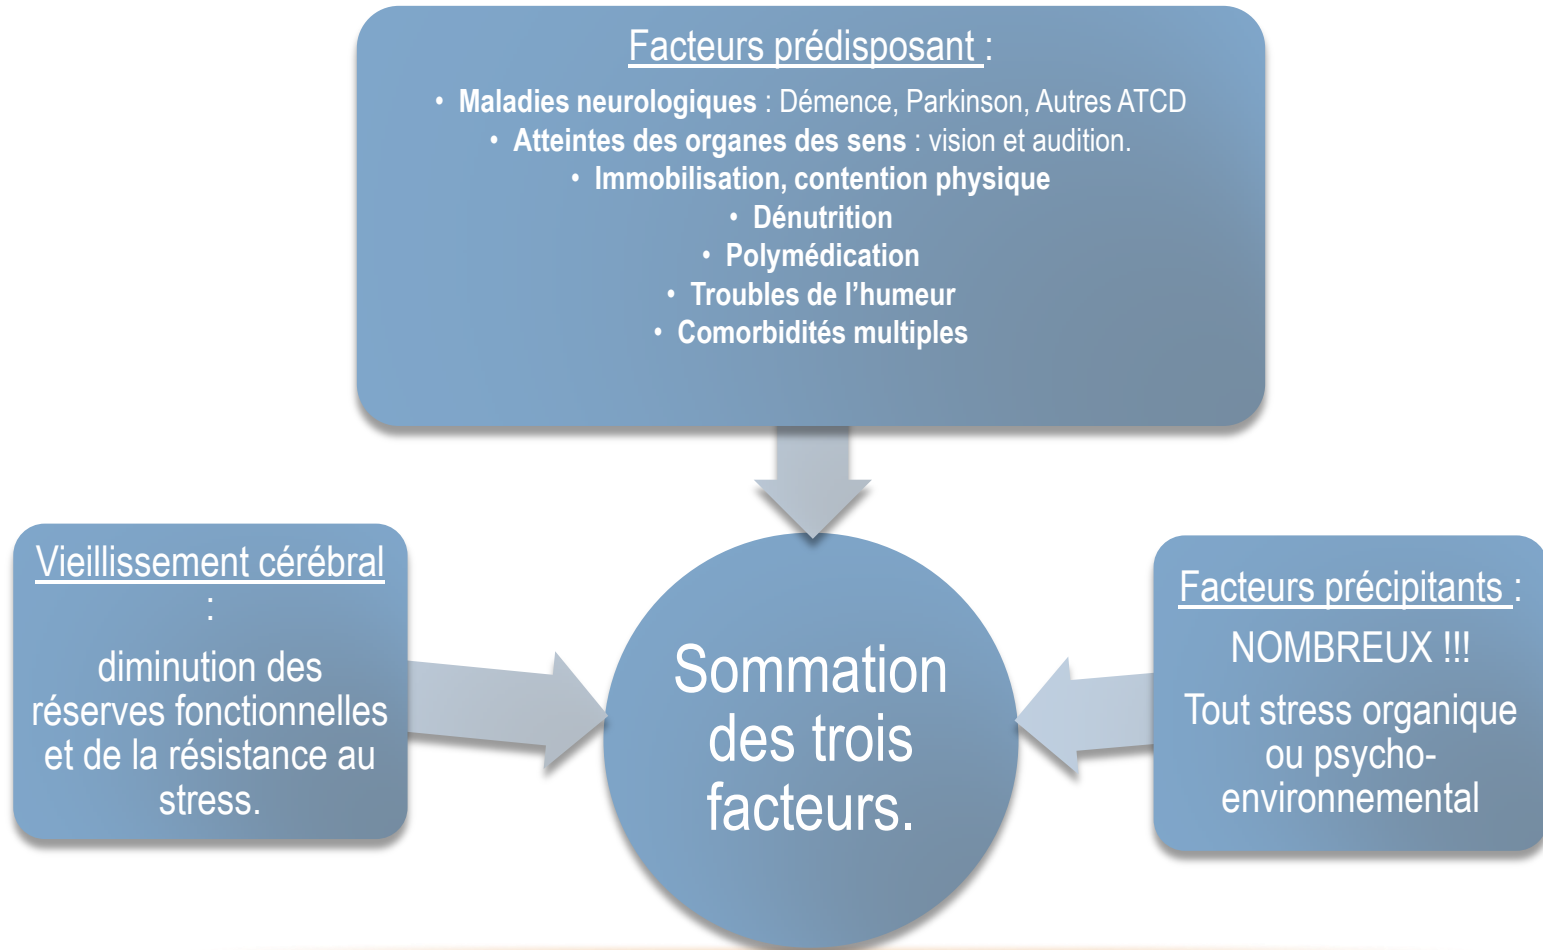 Facteurs prédisposant :
• Maladies neurologiques : Démence, Parkinson, Autres ATCD
• Atteintes des organes des sens : vision et audition.
• Immobilisation, contention physique
• Dénutrition
• Polymédication
• Troubles de l’humeur
• Comorbidités multiples
Vieillissement cérébral
:
diminution des
réserves fonctionnelles
et de la résistance au
stress.
Sommation
des trois
facteurs.
Facteurs précipitants :
NOMBREUX !!!
Tout stress organique
ou psycho-
environnemental